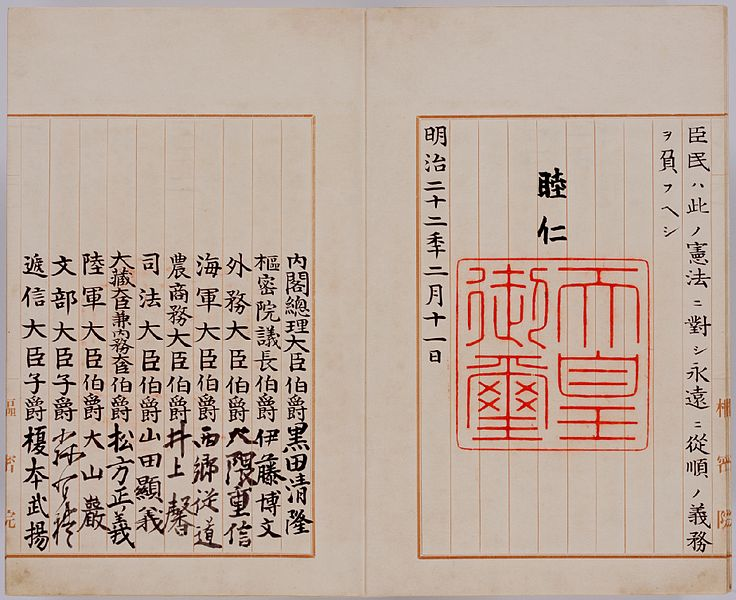 臣民ハ此ノ憲法ニ對シ永遠ニ從順ノ義務
ヲ負フヘシ
睦仁
天皇
御璽
明治二十二年二月十一日
內閣總理大臣伯爵黑田清隆
樞密院議長伯爵伊藤博文
外務大臣伯爵大隈重信
海軍大臣伯爵西鄕從道
農商務大臣伯爵井上馨
司法大臣伯爵山田顯義
大藏大臣兼內務大臣伯爵松方正義
陸軍大臣伯爵大山巖
文部大臣子爵森有禮
遞信大臣子爵榎本武揚
樞密院
樞密院